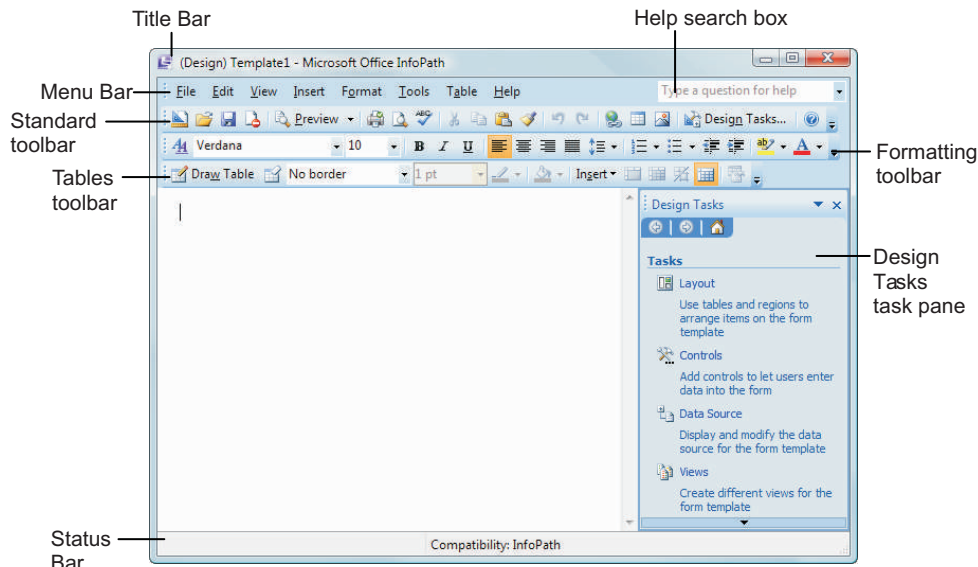 Title Bar
Help search box
(Design) Template1 - Microsoft Office InfoPath
Menu Bar
File Edit View Insert Format Tools Table Help
Type a question for help
Standard
toolbar
Preview
ABC
Design Tasks...
Verdana
10
B I U
ab
A
Formatting
toolbar
Tables
toolbar
Draw Table
No border
1 pt
Insert
Design Tasks
Tasks
Layout
Use tables and regions to
arrange items on the form
template
Controls
Add controls to let users enter
data into the form
Data Source
Display and modify the data
source for the form template
Views
Create different views for the
form template
Design
Tasks
task pane
Status
Bar
Compatibility: InfoPath